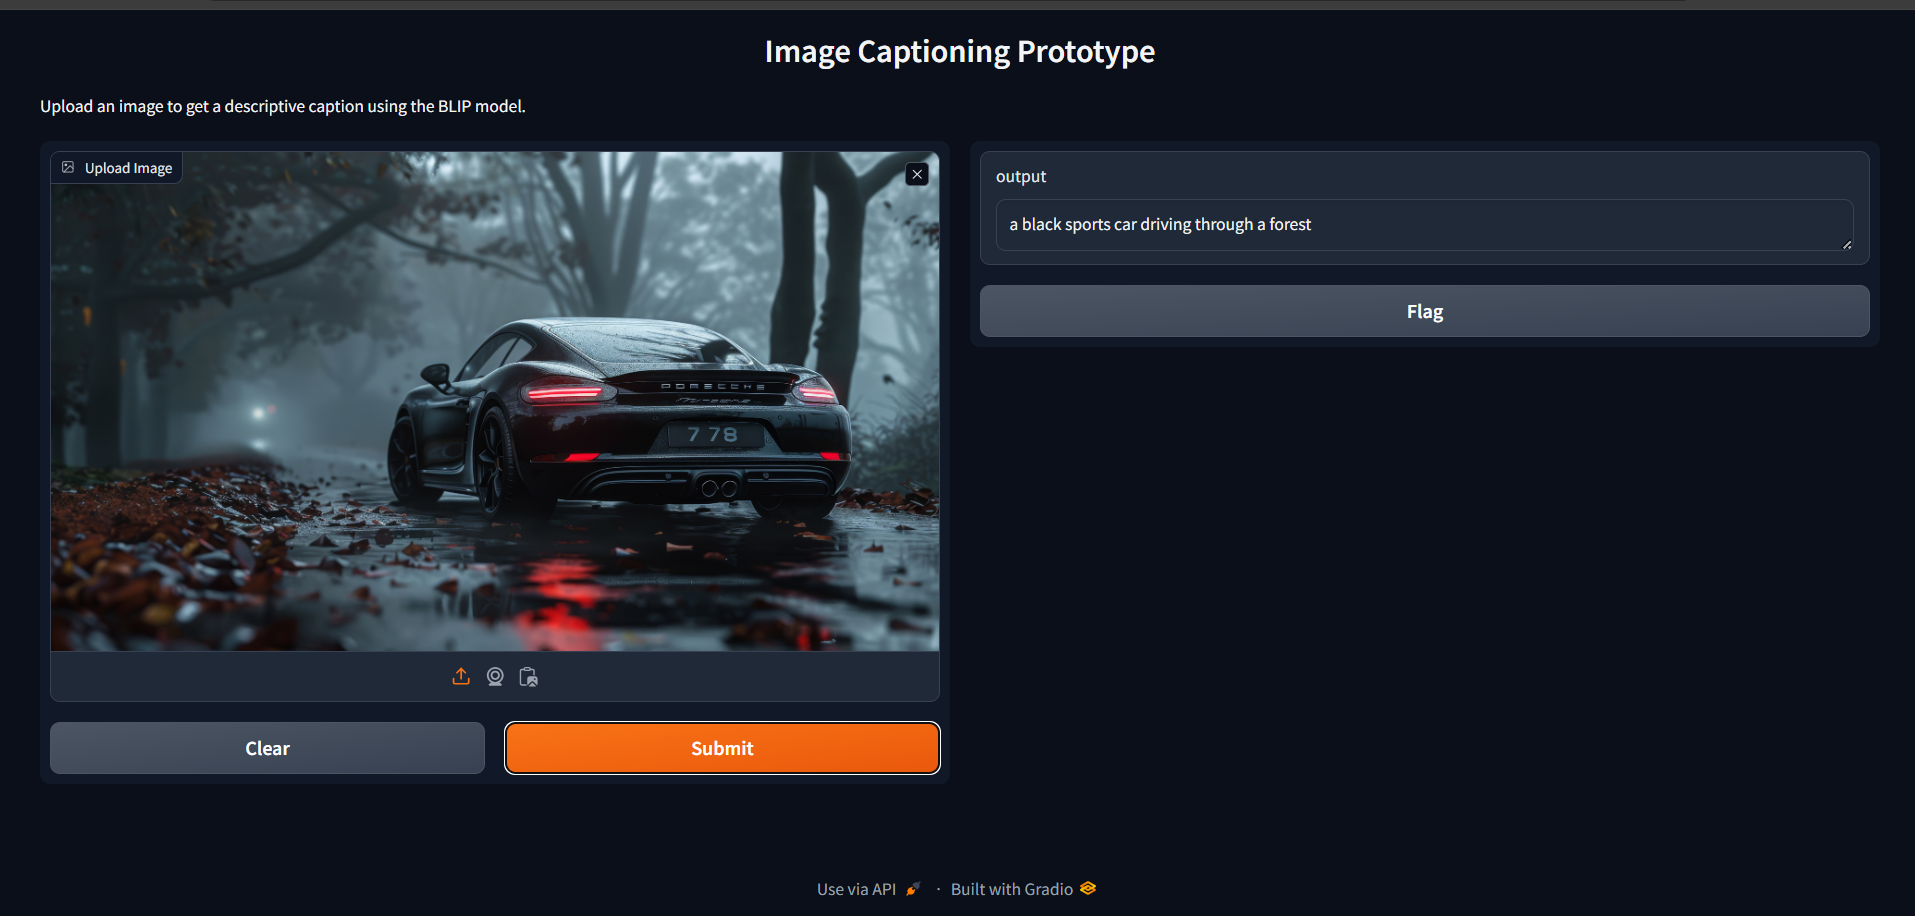 Image Captioning Prototype
Upload an image to get a descriptive caption using the BLIP model.
Upload Image
778
Clear
Submit
output
a black sports car driving through a forest
Flag
Use via API
·
Built with Gradio